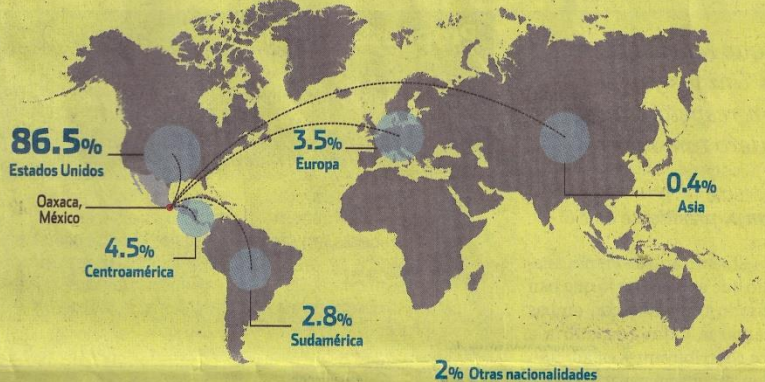 86.5%
Estados Unidos
Oaxaca,
México
4.5%
Centroamérica
2.8%
Sudamérica
3.5%
Europa
0.4%
Asia
2% Otras nacionalidades